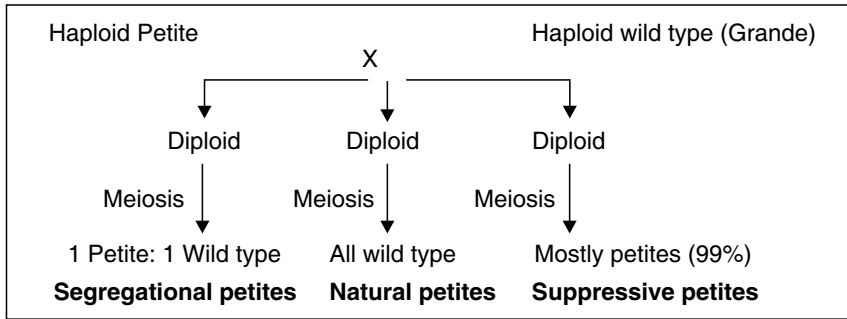 Haploid Petite Haploid wild type (Grande)
X
Diploid Diploid Diploid
Meiosis Meiosis Meiosis
1 Petite: 1 Wild type All wild type Mostly petites (99%)
Segregational petites Natural petites Suppressive petites